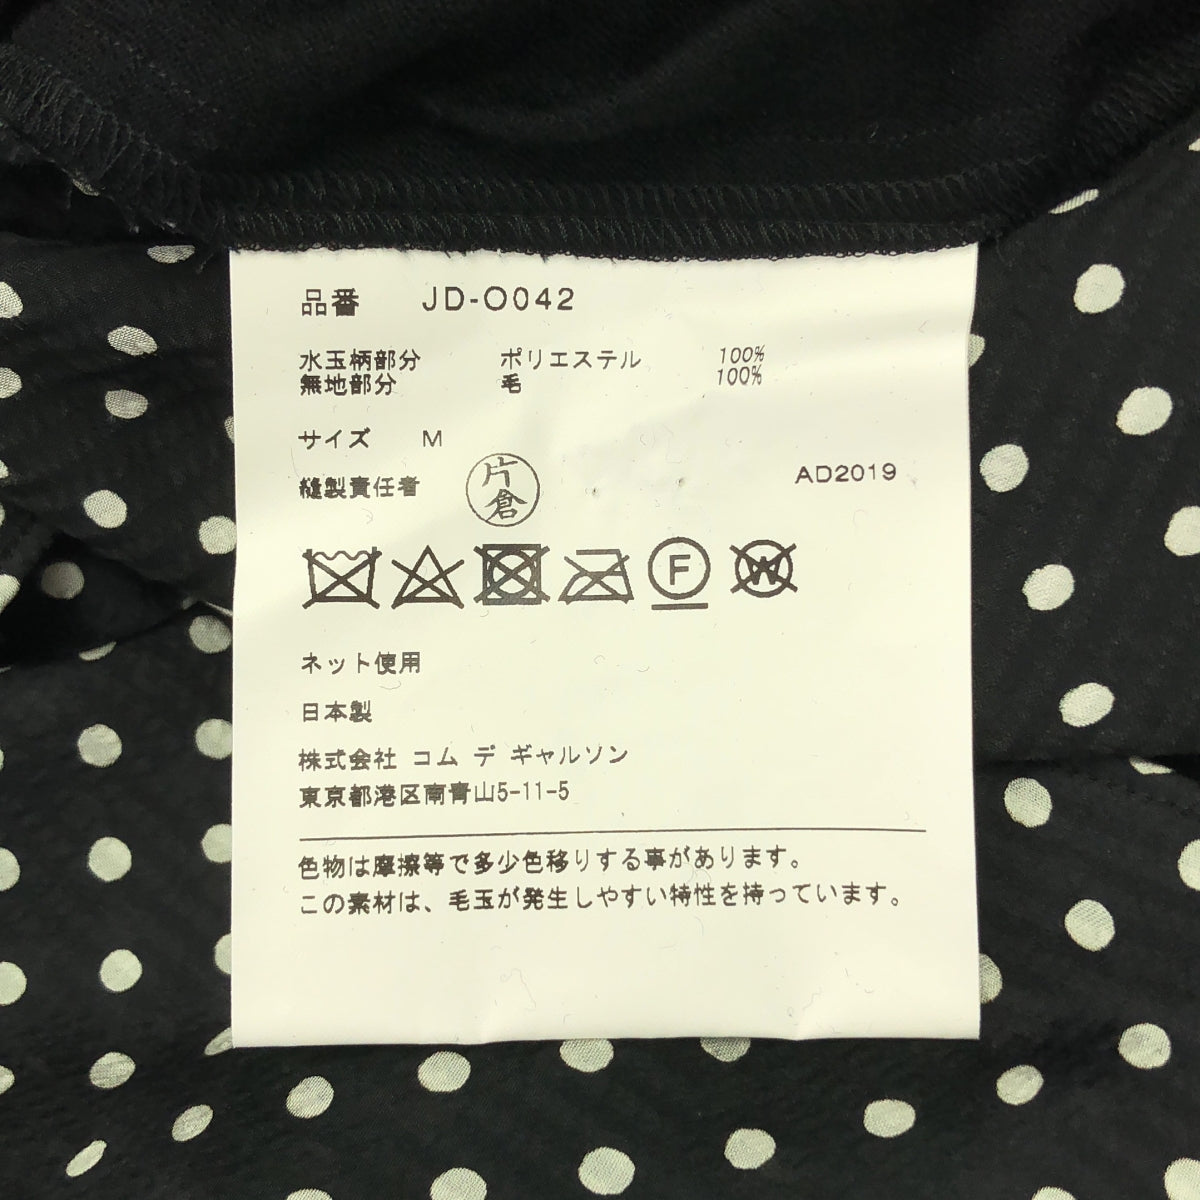 品番 JD-O042
水玉柄部分 ポリエステル 100%
無地部分 毛 100%
サイズ M
縫製責任者 片倉 AD2019
F W
ネット使用
日本製
株式会社 コム デ ギャルソン
東京都港区南青山5-11-5
色物は摩擦等で多少色移りする事があります。
この素材は、毛玉が発生しやすい特性を持っています。